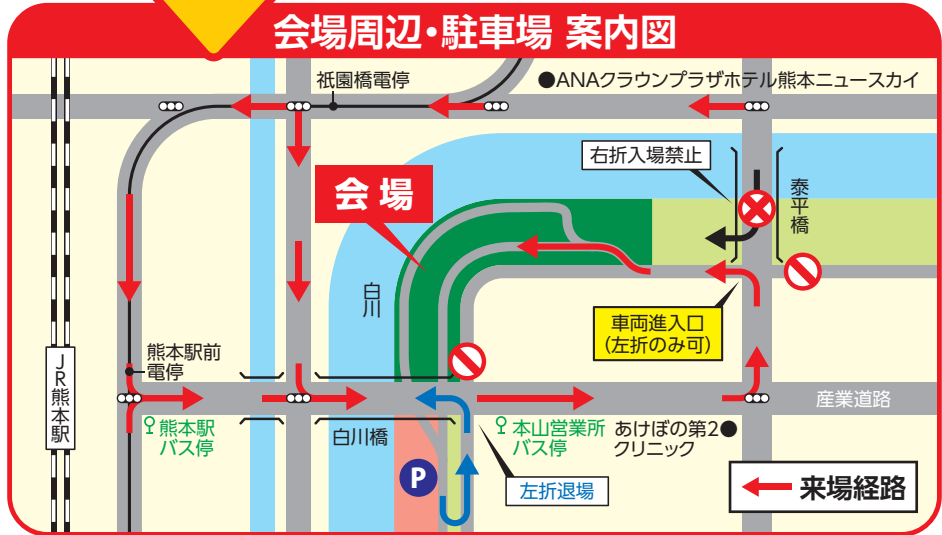 会場周辺・駐車場 案内図
祇園橋電停
●ANAクラウンプラザホテル熊本ニュースカイ
右折入場禁止
会場
泰平橋
白川
車両進入口
(左折のみ可)
JR熊本駅
熊本駅前
電停
産業道路
熊本駅
バス停
白川橋
本山営業所
バス停
あけぼの第2●
クリニック
P
左折退場
来場経路